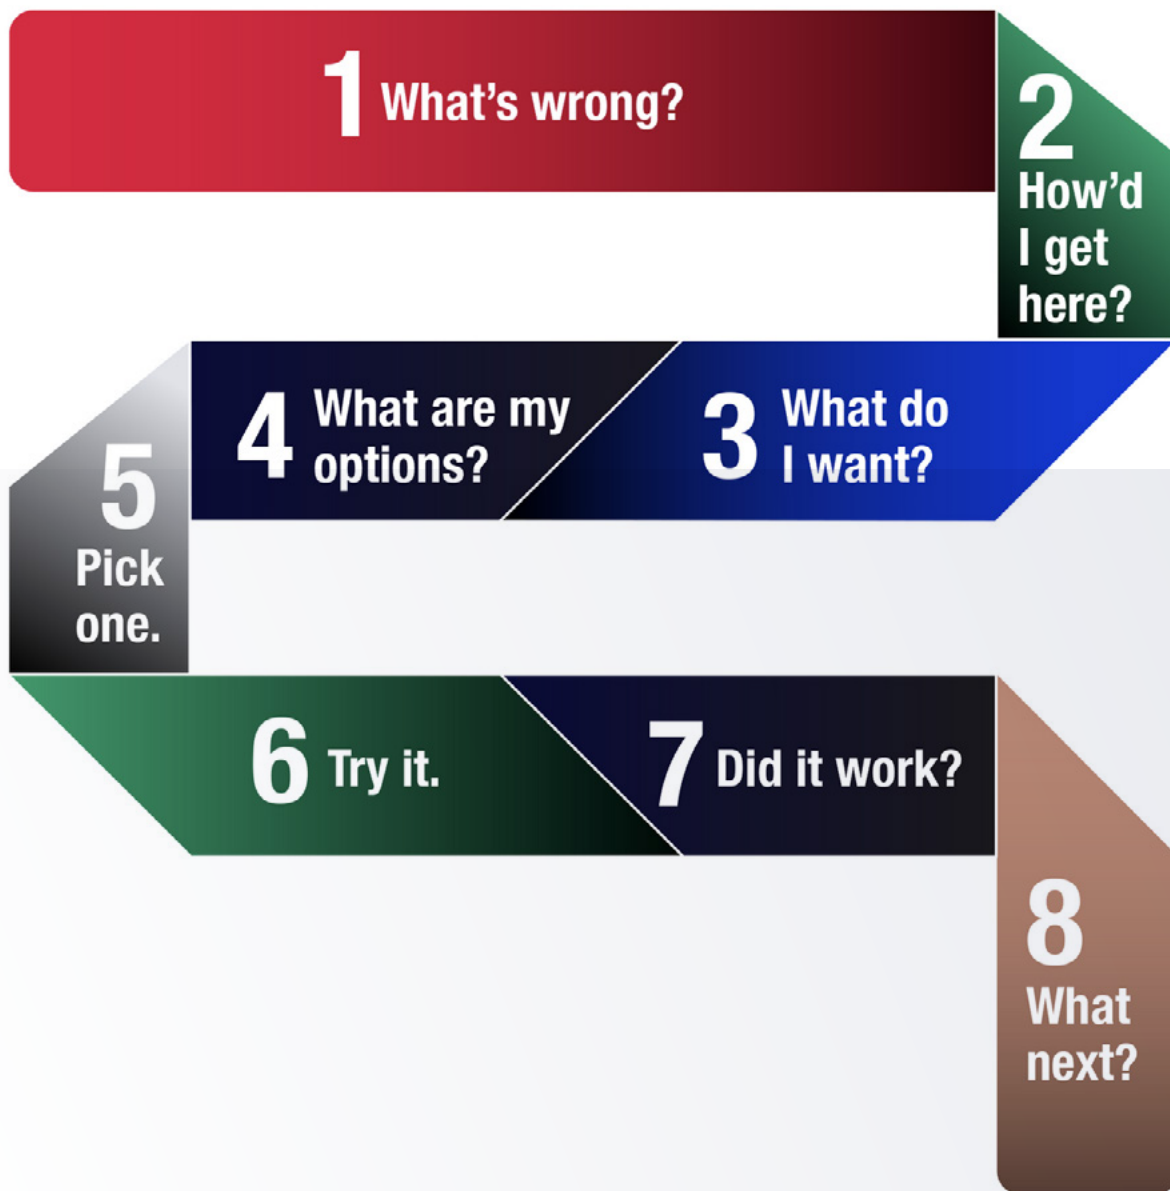 1 What's wrong?
2
How'd
I get
here?
3 What do
I want?
4 What are my
options?
5
Pick
one.
6 Try it.
7 Did it work?
8
What
next?